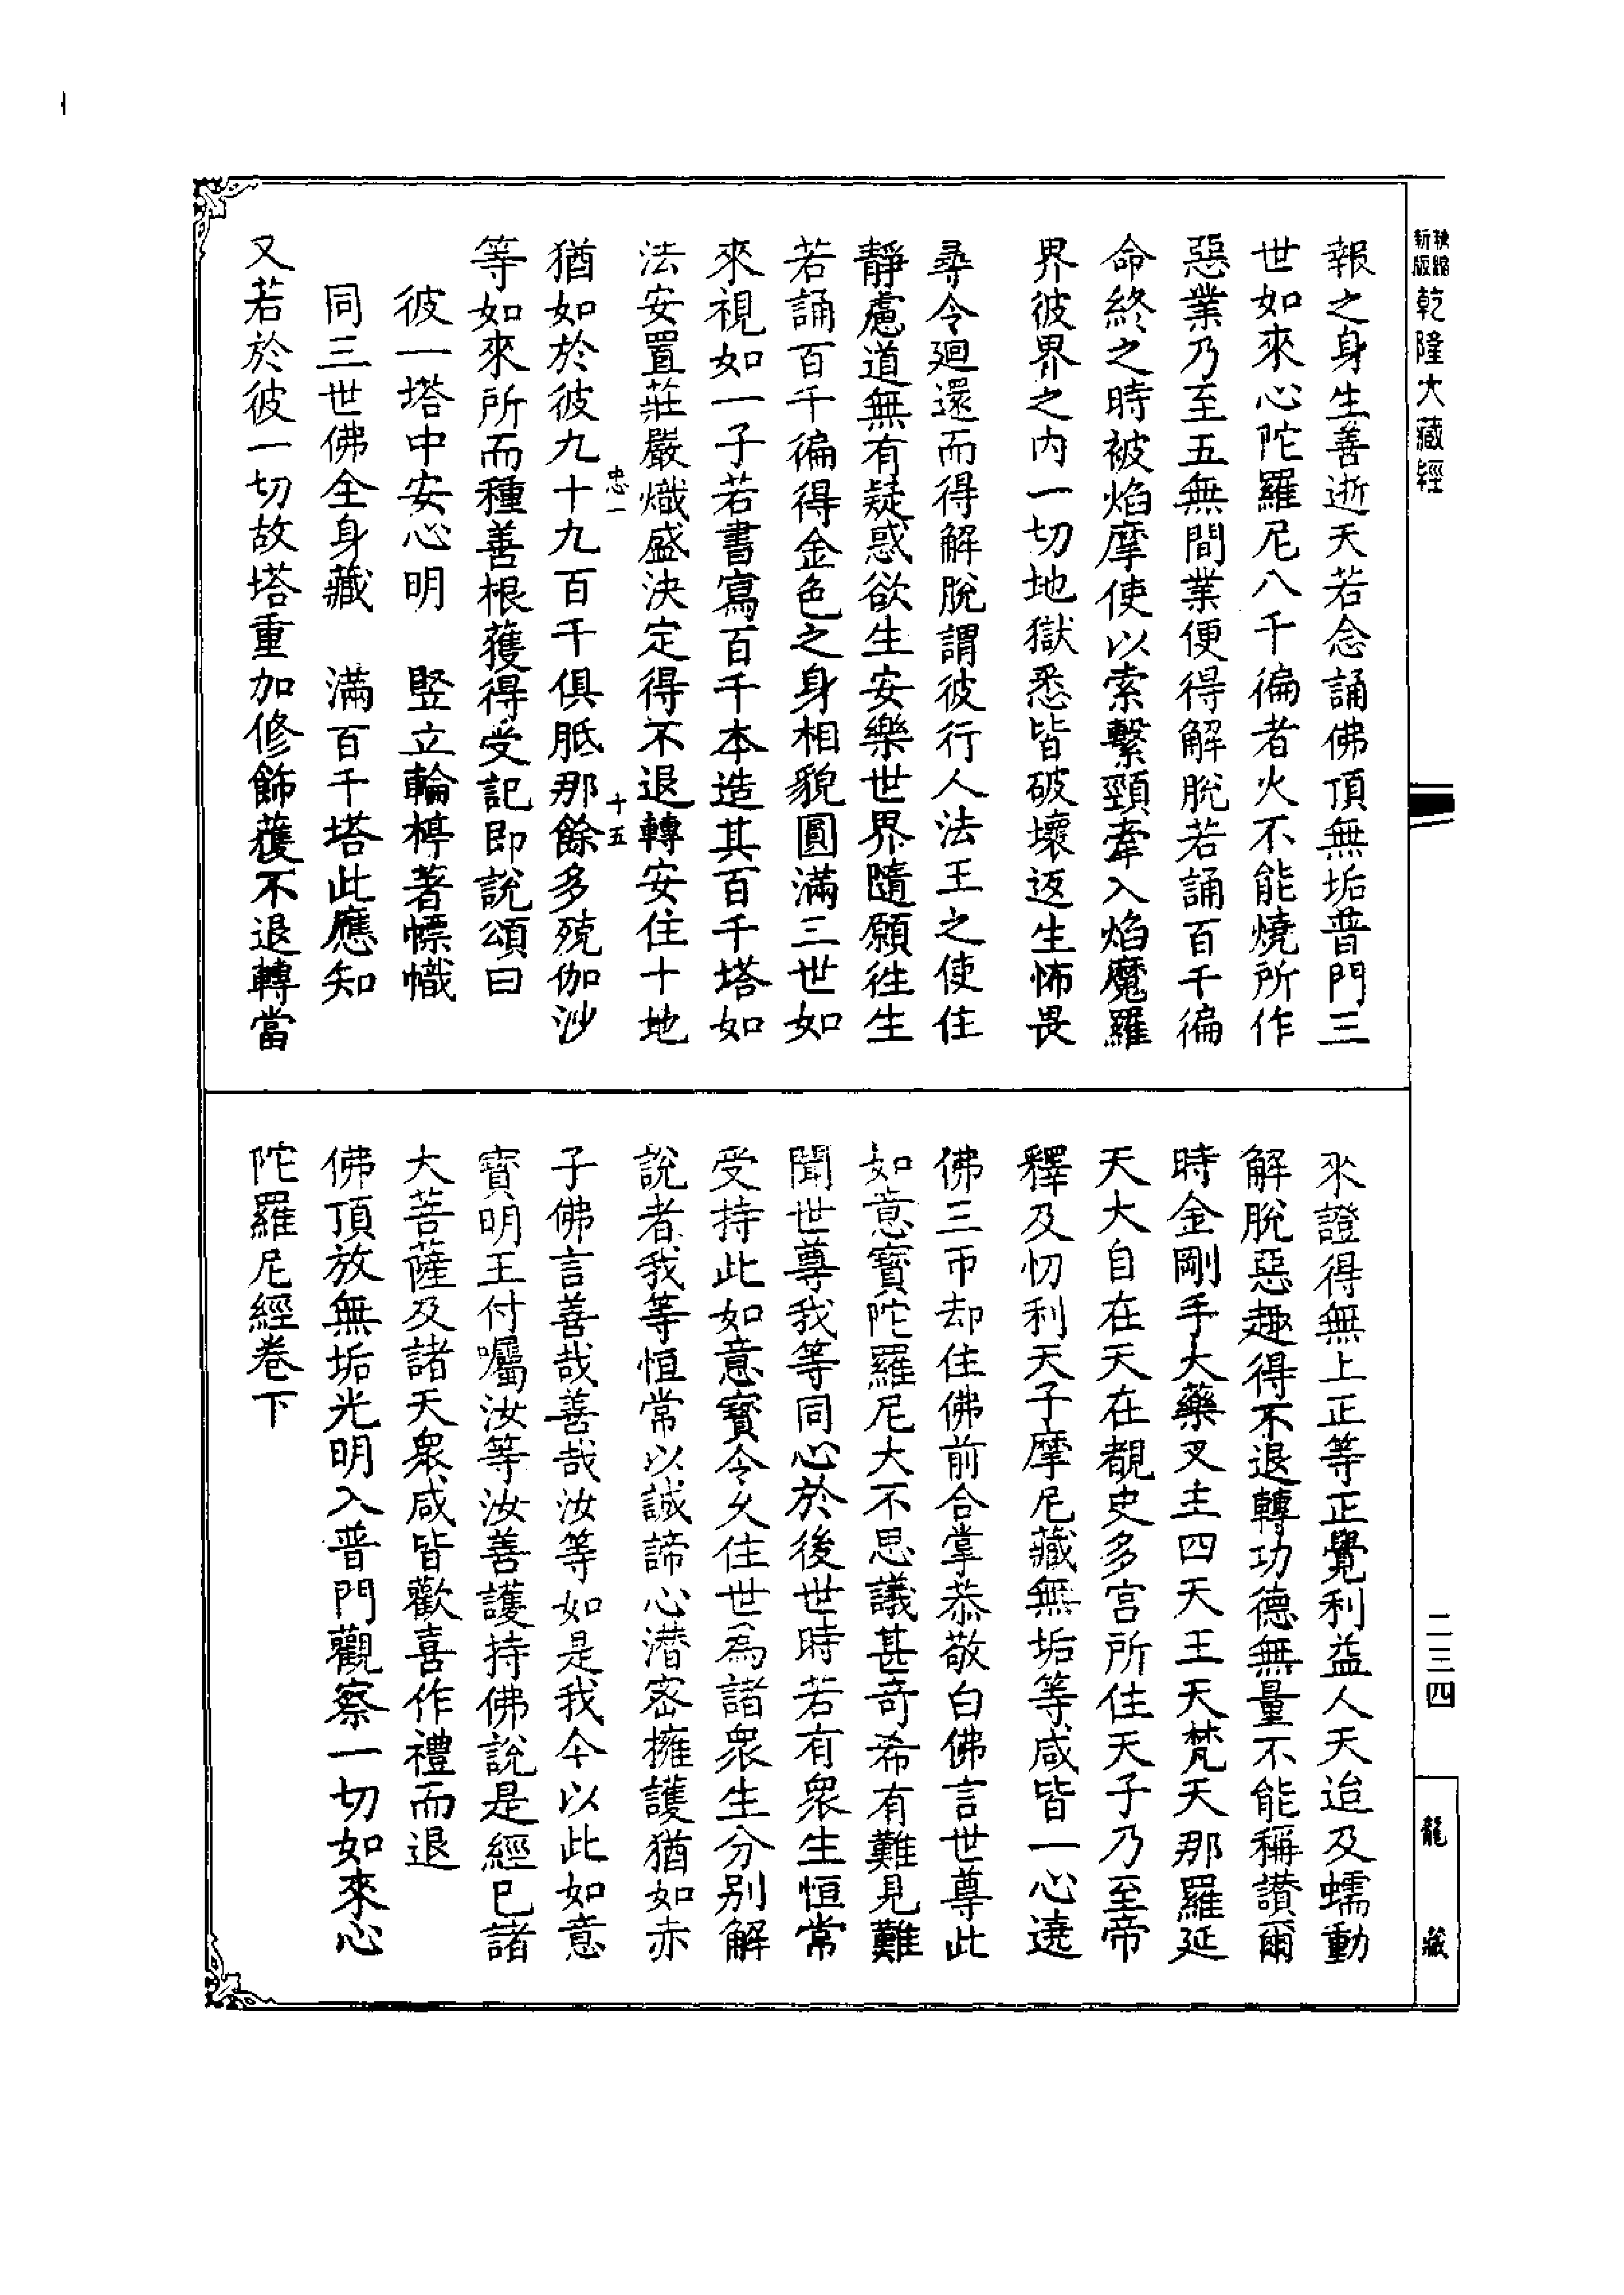 新版
乾隆大藏經
報之身生善逝天若念誦佛頂無垢普門三
世如來心陀羅尼八千徧者火不能燒所作
惡業乃至五無間業便得解脫若誦百千徧
命終之時被焰摩使以索繫頸牽入焰魔羅
界彼界之內一切地獄悉皆破壞返生怖畏
尋令迴還而得解脫謂彼行人法王之使住
靜慮道無有疑惑欲生安樂世界隨願往生
若誦百千徧得金色之身相貌圓滿三世如
來視如一子若書寫百千本造其百千塔如
法安置莊嚴熾盛決定得不退轉安住十地
忠一
十五
猶如於彼九十九百千俱胝那餘多殑伽沙
等如來所而種善根獲得受記即說頌曰
彼一塔中安心明　豎立輪橕著幖幟
同三世佛全身藏　滿百千塔此應知
又若於彼一切故塔重加修飾獲不退轉當
來證得無上正等正覺利益人天迨及蠕動
解脫惡趣得不退轉功德無量不能稱讚爾
時金剛手大藥叉主四天王天梵天那羅延
天大自在天在覩史多宮所住天子乃至帝
釋及忉利天子摩尼藏無垢等咸皆一心遶
佛三帀却住佛前合掌恭敬白佛言世尊此
如意寶陀羅尼大不思議甚奇希有難見難
聞世尊我等同心於後世時若有眾生恒常
受持此如意寶令久住世為諸眾生分別解
說者我等恒常以誠諦心潛密擁護猶如赤
子佛言善哉善哉汝等如是我今以此如意
寶明王付囑汝等汝善護持佛說是經已諸
大菩薩及諸天眾咸皆歡喜作禮而退
佛頂放無垢光明入普門觀察一切如來心
陀羅尼經卷下
二三四
龍藏